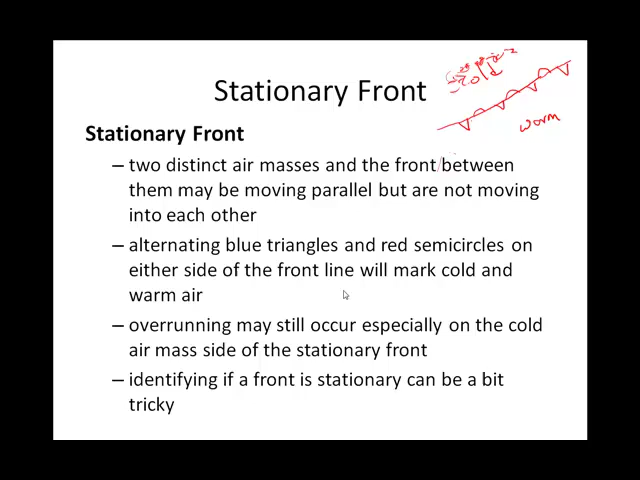 Stationary Front
Stationary Front
– two distinct air masses and the front between
them may be moving parallel but are not moving
into each other
– alternating blue triangles and red semicircles on
either side of the front line will mark cold and
warm air
– overrunning may still occur especially on the cold
air mass side of the stationary front
– identifying if a front is stationary can be a bit
tricky
worm